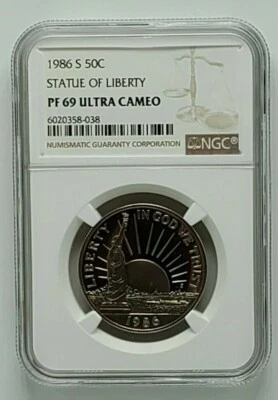 1986 S 50C
STATUE OF LIBERTY
PF 69 ULTRA CAMEO
6020358-038
NUMISMATIC GUARANTY CORPORATION
NGC
LIBERTY
IN GOD WE TRUST
1986